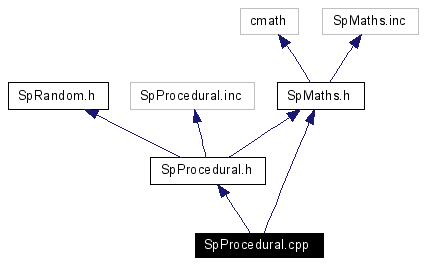 cmath
SpMaths.inc
SpRandom.h
SpProcedural.inc
SpMaths.h
SpProcedural.h
SpProcedural.cpp